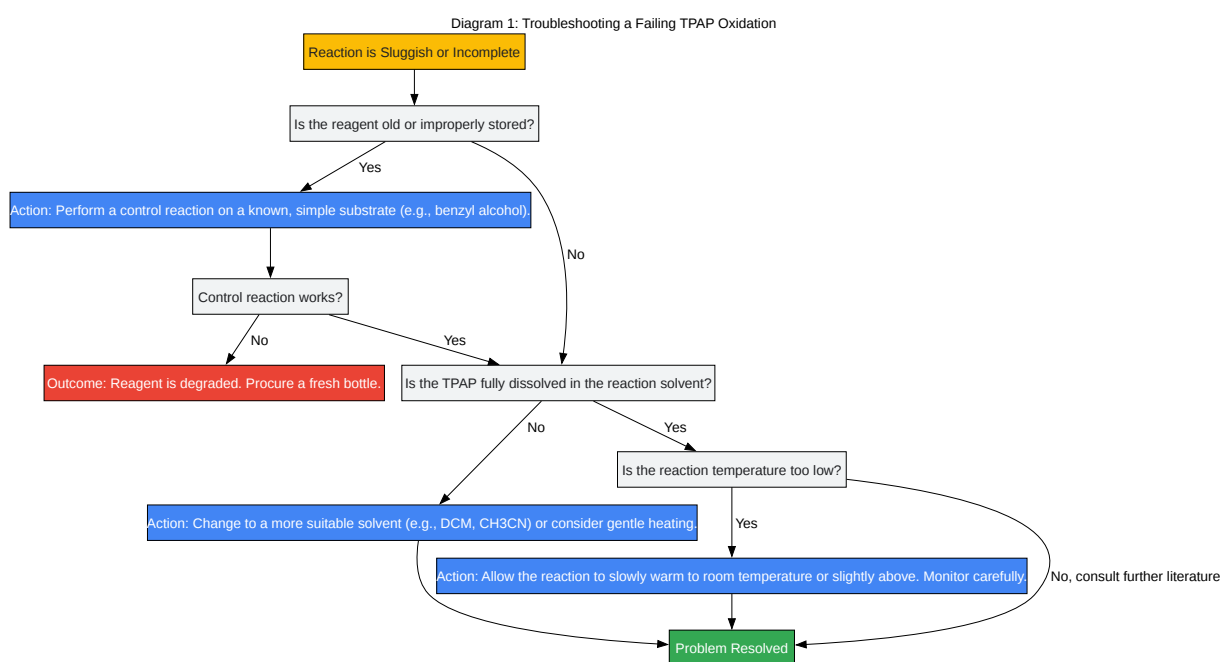 Diagram 1: Troubleshooting a Failing TPAP Oxidation
Reaction is Sluggish or Incomplete
Is the reagent old or improperly stored?
Yes
Action: Perform a control reaction on a known, simple substrate (e.g., benzyl alcohol).
No
Control reaction works?
No
Yes
Outcome: Reagent is degraded. Procure a fresh bottle.
Is the TPAP fully dissolved in the reaction solvent?
No
Yes
Is the reaction temperature too low?
Action: Change to a more suitable solvent (e.g., DCM, CH3CN) or consider gentle heating.
Yes
Action: Allow the reaction to slowly warm to room temperature or slightly above. Monitor carefully.
No, consult further literature
Problem Resolved